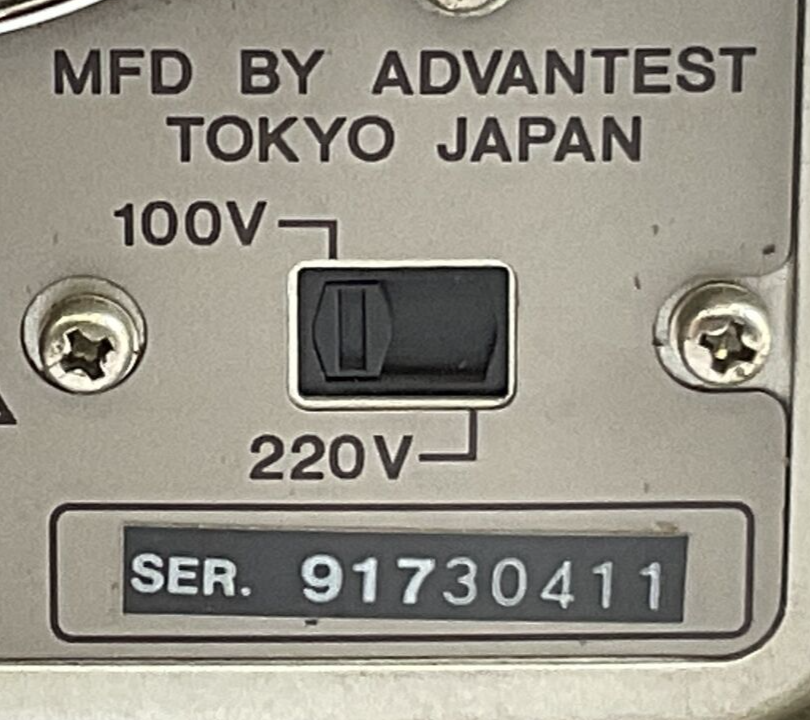 MFD BY ADVANTEST
TOKYO JAPAN
100V
220V
SER. 91730411